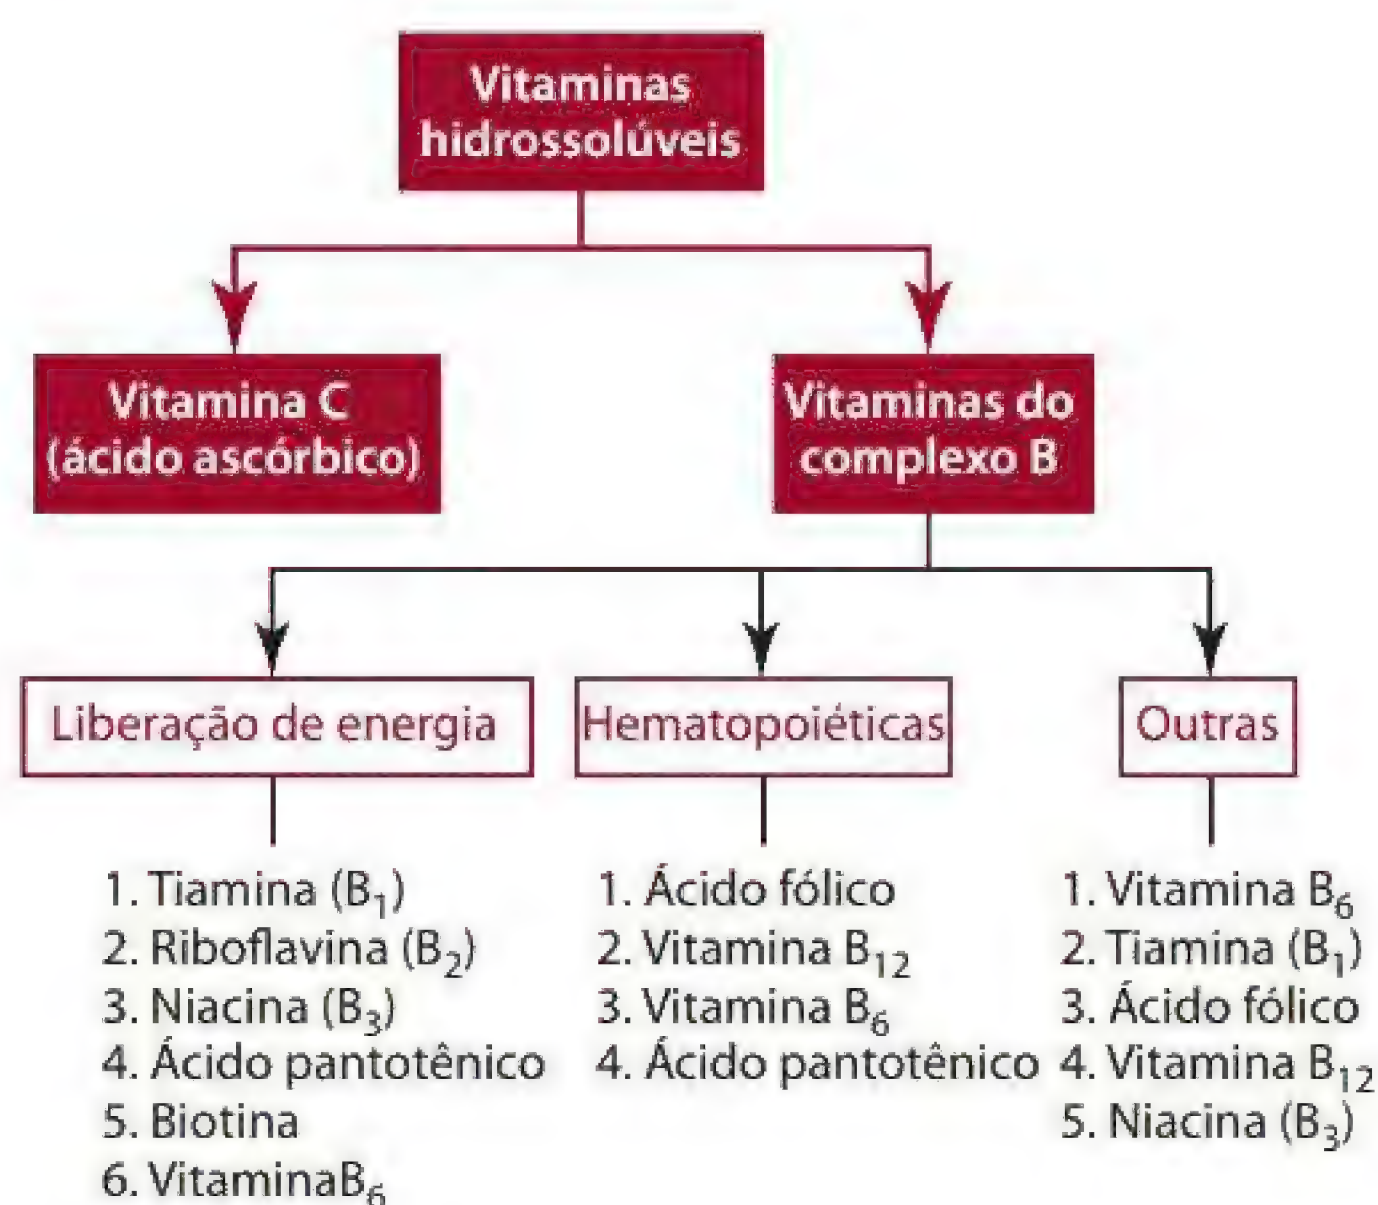 Vitaminas
hidrossolúveis
Vitamina C
(ácido ascórbico)
Vitaminas do
complexo B
Liberação de energia
1. Tiamina (B₁)
2. Riboflavina (B₂)
3. Niacina (B₃)
4. Ácido pantotênico
5. Biotina
6. VitaminaB₆
Hematopoiéticas
1. Ácido fólico
2. Vitamina B₁₂
3. Vitamina B₆
4. Ácido pantotênico
Outras
1. Vitamina B₆
2. Tiamina (B₁)
3. Ácido fólico
4. Vitamina B₁₂
5. Niacina (B₃)